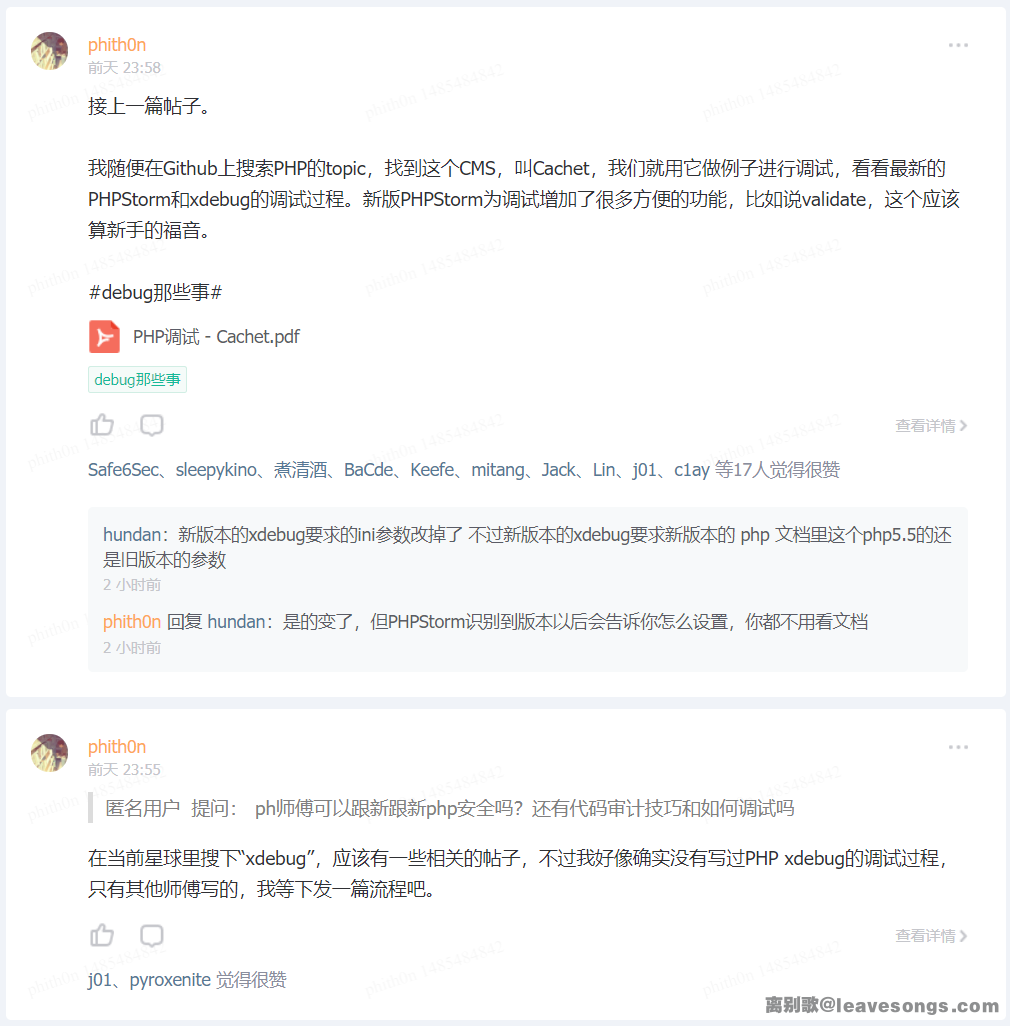 phith0n
前天 23:58
接上一篇帖子。
我随便在Github上搜索PHP的topic，找到这个CMS，叫Cachet，我们就用它做例子进行调试，看看最新的
PHPStorm和xdebug的调试过程。新版PHPStorm为调试增加了很多方便的功能，比如说validate，这个应该
算新手的福音。
#debug那些事#
PHP调试 - Cachet.pdf
debug那些事
查看详情
Safe6Sec、sleepykino、煮清酒、BaCde、Keefe、mitang、Jack、Lin、j01、c1ay 等17人觉得很赞
hundan：新版本的xdebug要求的ini参数改掉了 不过新版本的xdebug要求新版本的 php 文档里这个php5.5的还
是旧版本的参数
2 小时前
phith0n 回复 hundan：是的变了，但PHPStorm识别到版本以后会告诉你怎么设置，你都不用看文档
2 小时前
phith0n
前天 23:55
匿名用户 提问： ph师傅可以跟新跟新php安全吗？还有代码审计技巧和如何调试吗
在当前星球里搜下“xdebug”，应该有一些相关的帖子，不过我好像确实没有写过PHP xdebug的调试过程，
只有其他师傅写的，我等下发一篇流程吧。
查看详情
j01、pyroxenite 觉得很赞
离别歌@leavesongs.com
phith0n 1485484842